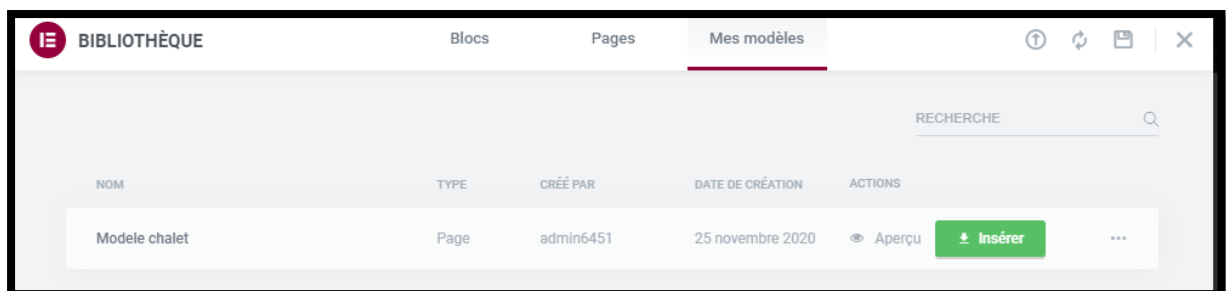 BIBLIOTHÈQUE Blocs Pages Mes modèles
RECHERCHE
NOM TYPE CRÉÉ PAR DATE DE CRÉATION ACTIONS
Modele chalet Page admin6451 25 novembre 2020 Aperçu Insérer ...